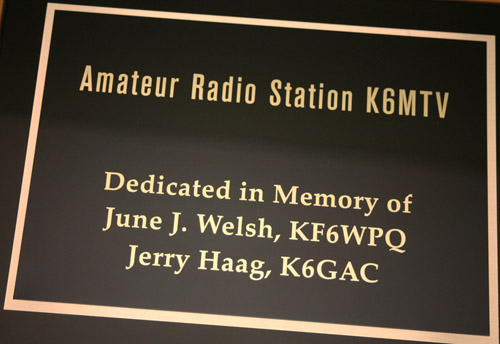 Amateur Radio Station K6MTV
Dedicated in Memory of
June J. Welsh, KF6WPQ
Jerry Haag, K6GAC